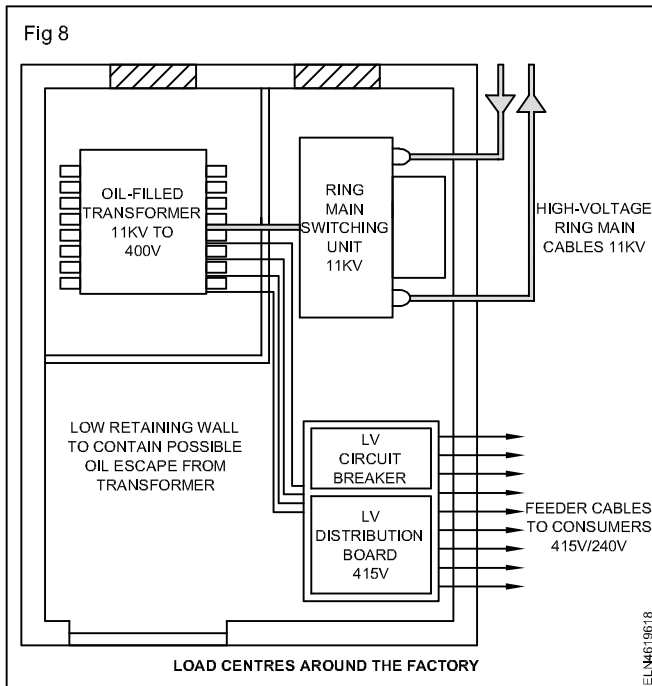 Fig 8
OIL-FILLED
TRANSFORMER
11KV TO
400V
RING
MAIN
SWITCHING
UNIT
11KV
HIGH-VOLTAGE
RING MAIN
CABLES 11KV
LOW RETAINING WALL
TO CONTAIN POSSIBLE
OIL ESCAPE FROM
TRANSFORMER
LV
CIRCUIT
BREAKER
LV
DISTRIBUTION
BOARD
415V
FEEDER CABLES
TO CONSUMERS
415V/240V
LOAD CENTRES AROUND THE FACTORY
ELN4619618